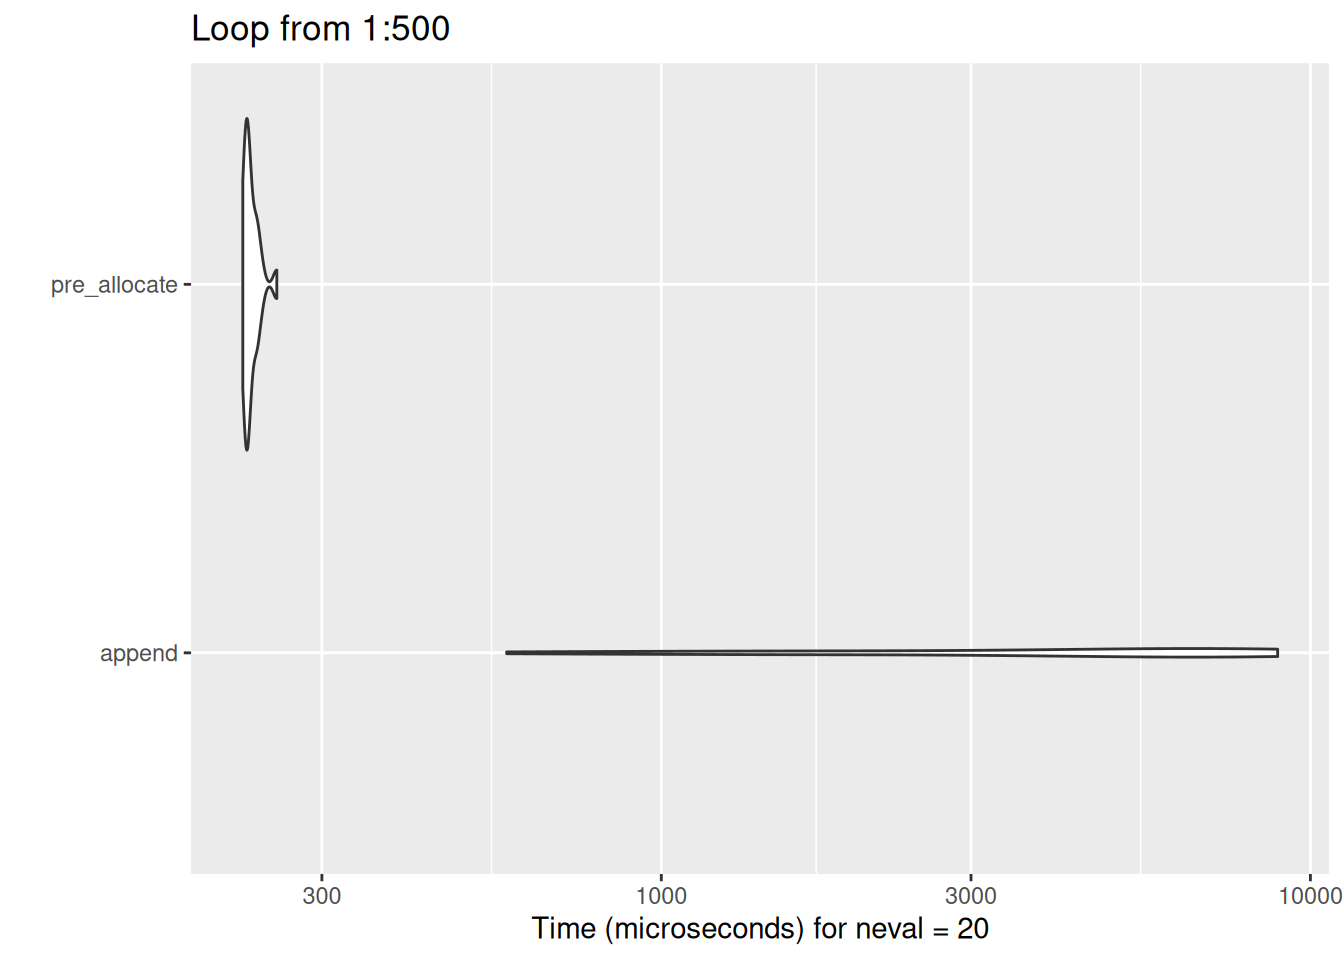 Loop from 1:500
pre_allocate
append
300 1000 3000 10000
Time (microseconds) for neval = 20